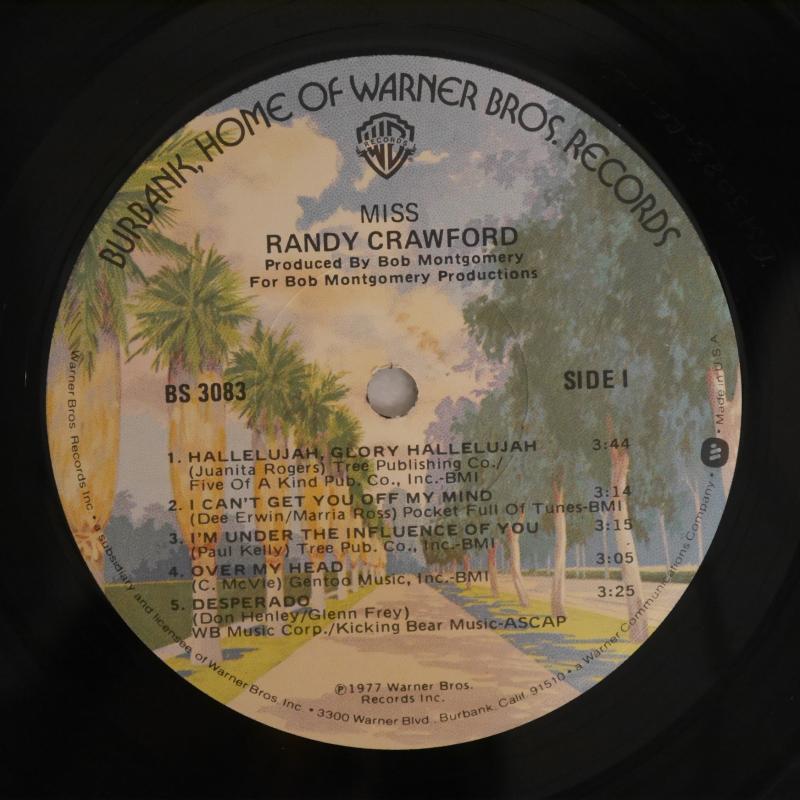 BURBANK, HOME OF WARNER BROS. RECORDS
RECORDS
MISS
RANDY CRAWFORD
Produced By Bob Montgomery
For Bob Montgomery Productions
BS 3083
SIDE 1
1. HALLELUJAH, GLORY HALLELUJAH 3:44
(Juanita Rogers) Tree Publishing Co./
Five Of A Kind Pub. Co., Inc.-BMI
2. I CAN'T GET YOU OFF MY MIND 3:14
(Dee Erwin/Marria Ross) Pocket Full Of Tunes-BMI
3. I'M UNDER THE INFLUENCE OF YOU 3:15
(Paul Kelly) Tree Pub. Co., Inc.-BMI
4. OVER MY HEAD 3:05
(C. McVie) Gentoo Music, Inc.-BMI
5. DESPERADO 3:25
(Don Henley/Glenn Frey)
WB Music Corp./Kicking Bear Music-ASCAP
℗1977 Warner Bros.
Records Inc.
Warner Bros. Records Inc. • a subsidiary and licensee of Warner Bros. Inc. • 3300 Warner Blvd., Burbank, Calif. 91510 • a Warner Communications Company • Made in U.S.A.